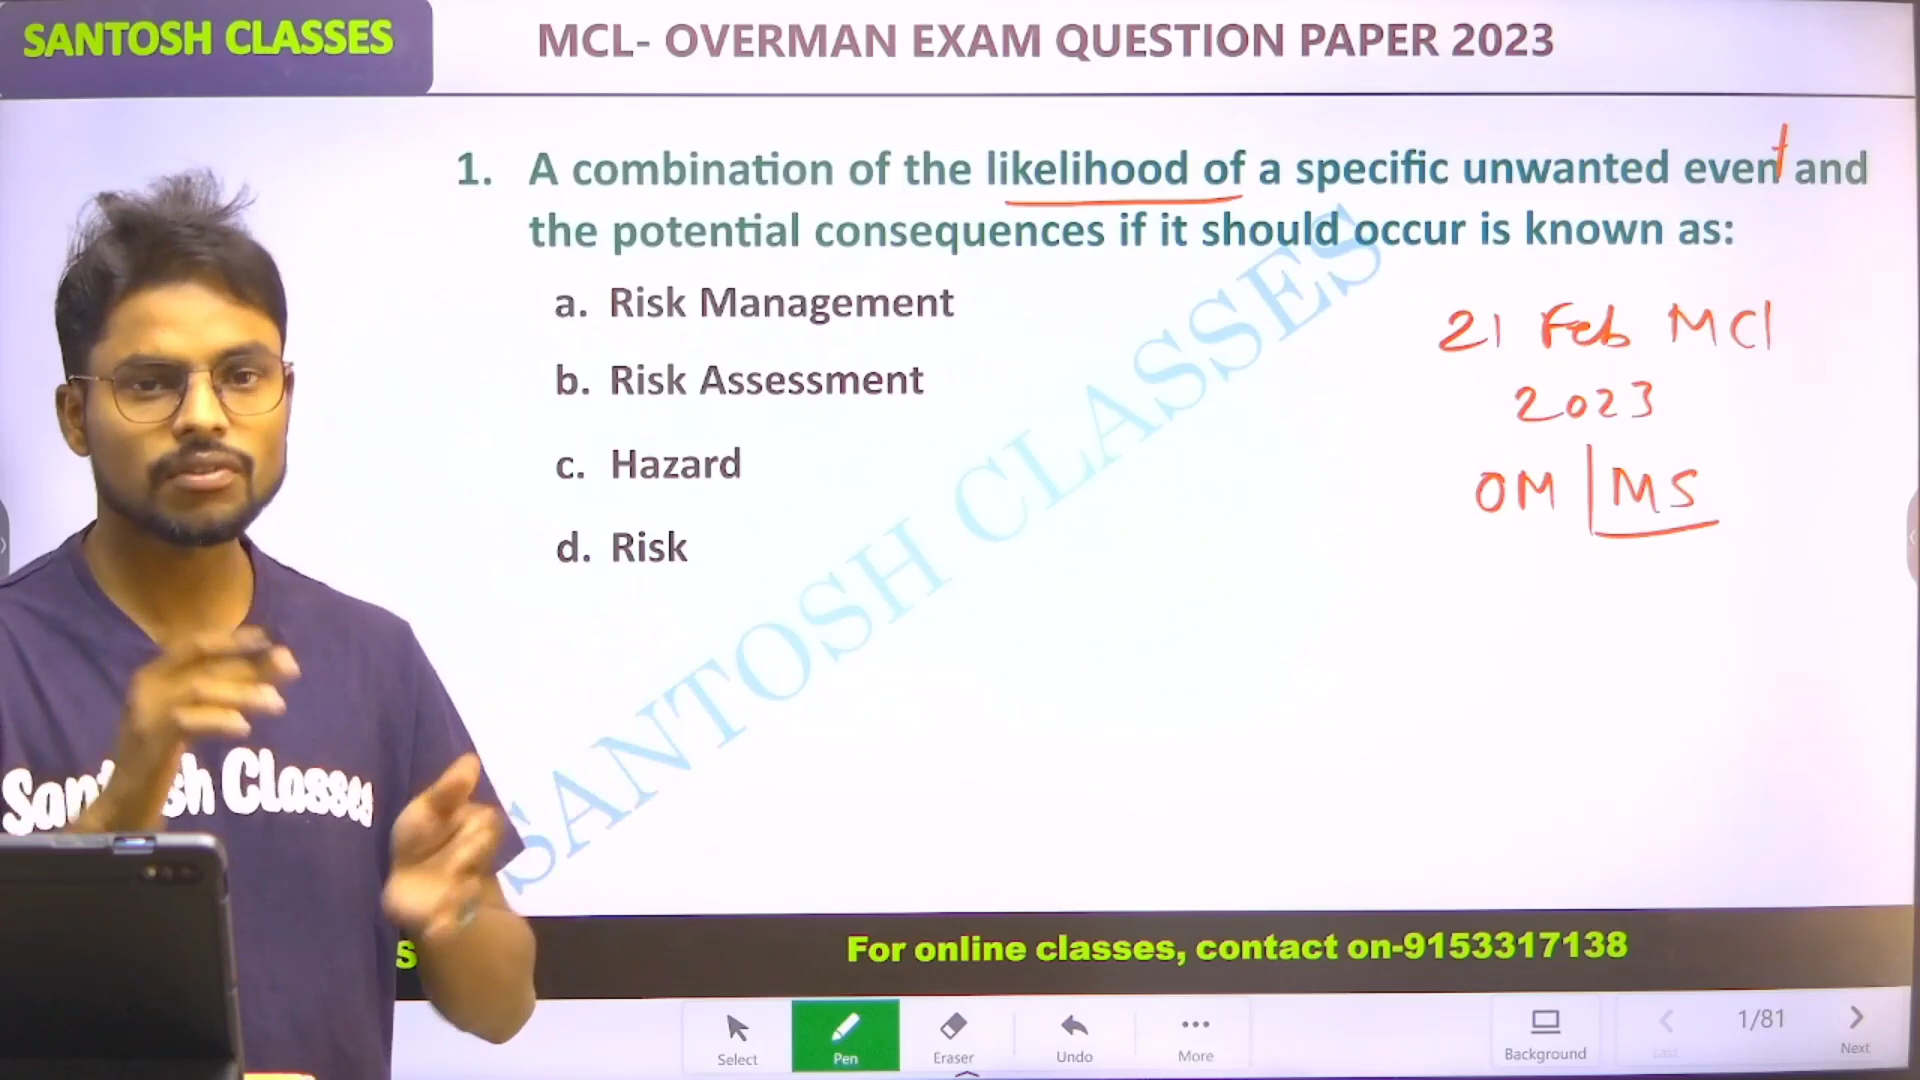 SANTOSH CLASSES
MCL- OVERMAN EXAM QUESTION PAPER 2023
1. A combination of the likelihood of a specific unwanted event and
the potential consequences if it should occur is known as:
a. Risk Management
b. Risk Assessment
c. Hazard
d. Risk
21 Feb MCl
2023
OM | MS
SANTOSH CLASSES
Santosh Classes
S
For online classes, contact on-9153317138
Select
Pen
Eraser
Undo
More
Background
Last
1/81
Next